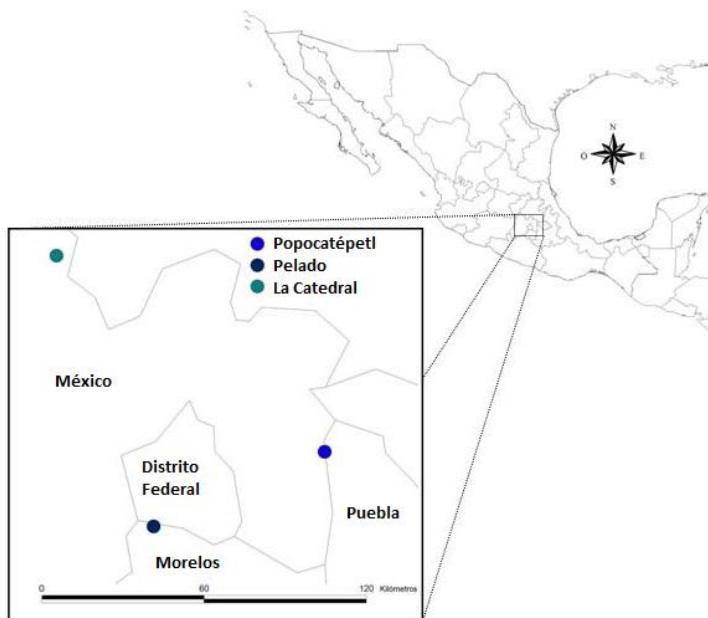 N
O E
S
Popocatépetl
Pelado
La Catedral
México
Distrito
Federal
Puebla
Morelos
0 60 120 Kilómetros